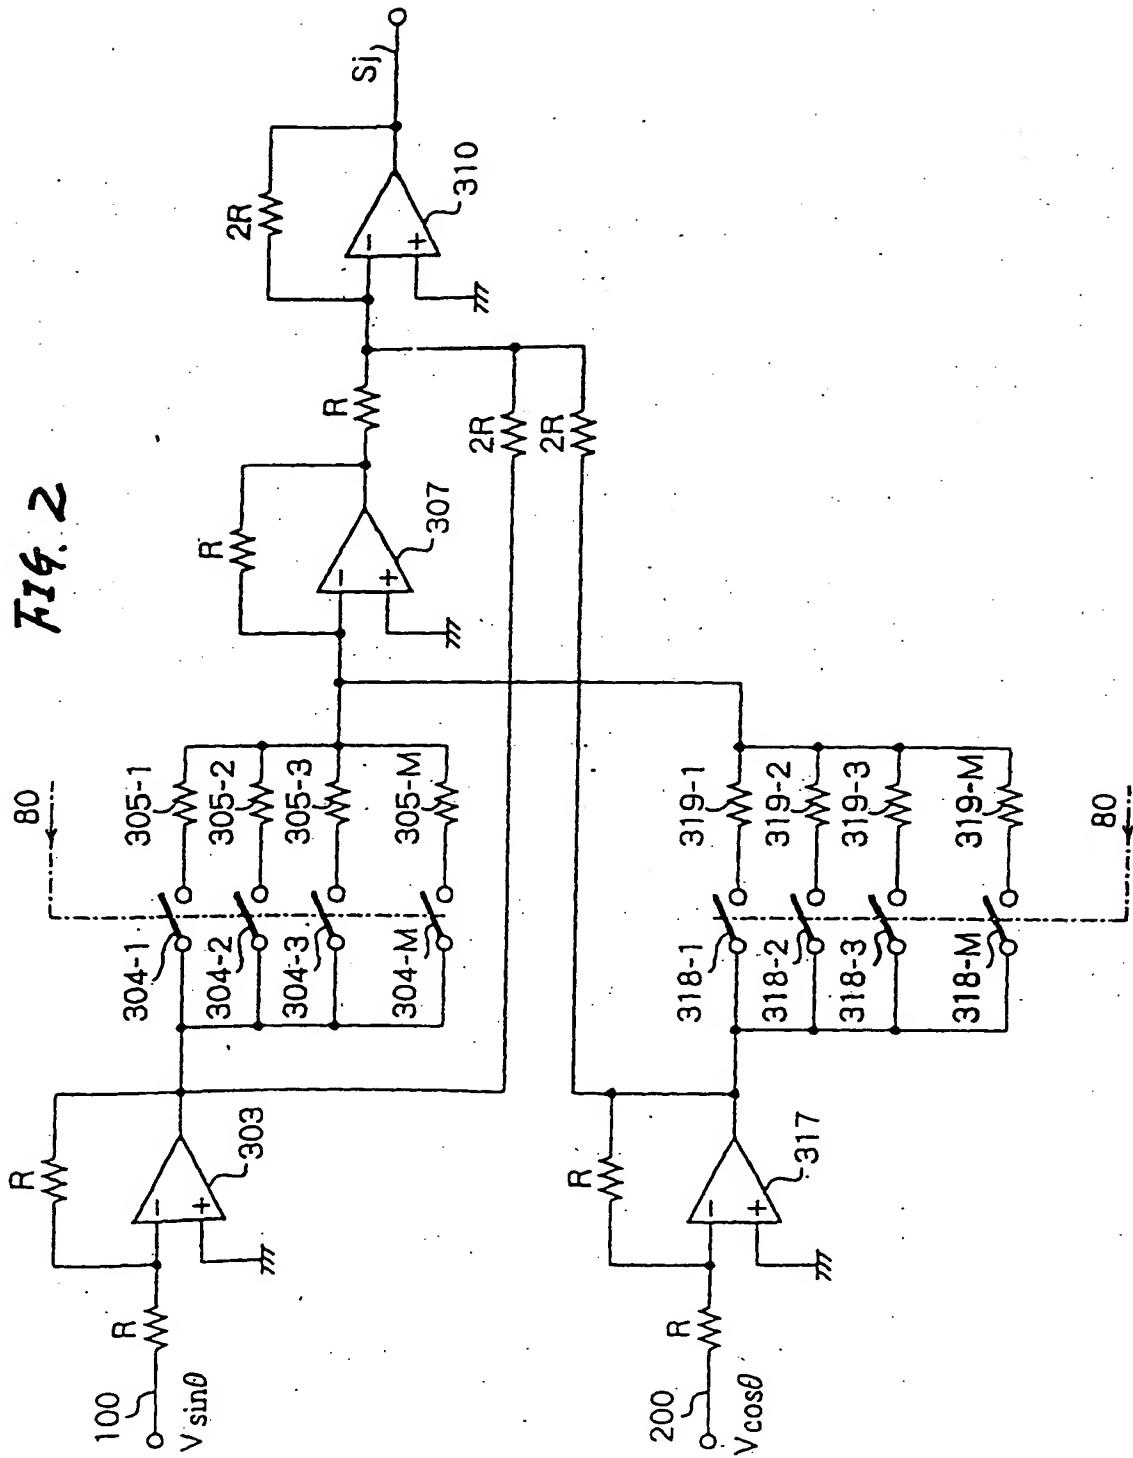 FIG. 2
80
R
R
R
2R
Sj
100
Vsinθ
−
+
303
304-1
304-2
304-3
304-M
305-1
305-2
305-3
305-M
−
+
307
R
−
+
310
2R
2R
R
R
200
Vcosθ
−
+
317
318-1
318-2
318-3
318-M
319-1
319-2
319-3
319-M
80